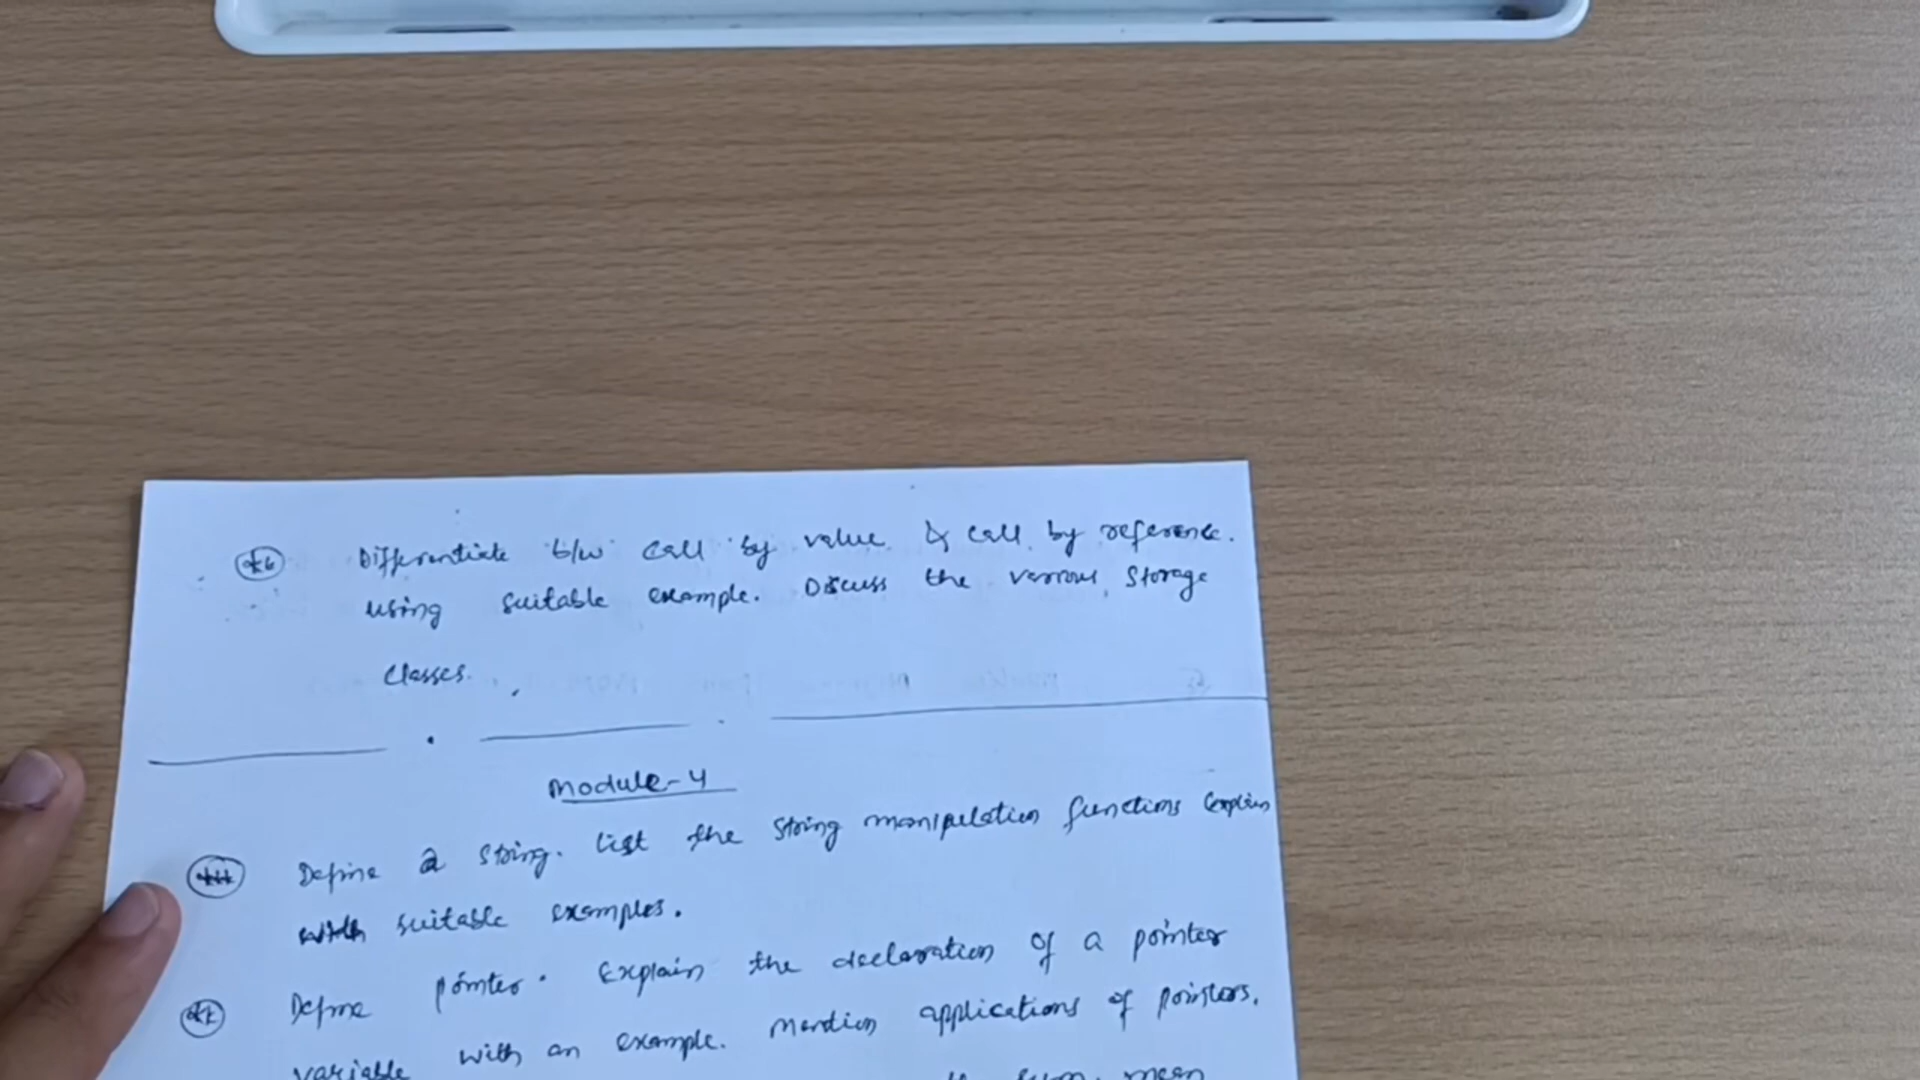 Differentiate b/w call by value & call by reference.
using suitable example. Discuss the various storage
classes.
Module-4
Define a string. List the string manipulation functions explain
with suitable examples.
Define pointer. Explain the declaration of a pointer
variable with an example. Mention applications of pointers.
mean